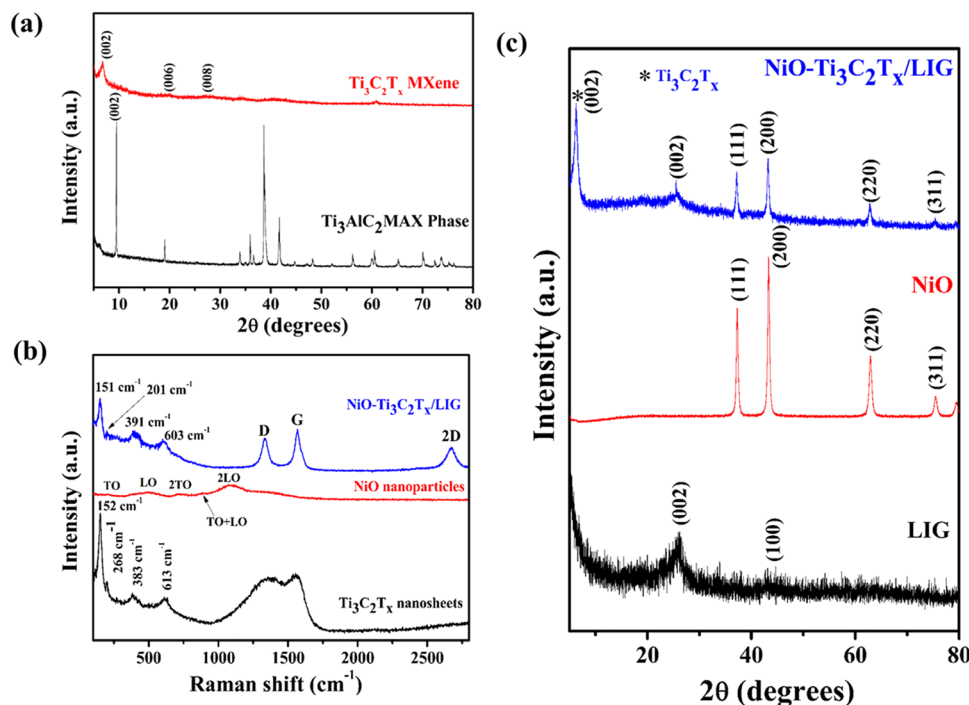 (a)
(002)
(006)
(008)
Ti₃C₂Tₓ MXene
(002)
Ti₃AlC₂MAX Phase
Intensity (a.u.)
10 20 30 40 50 60 70 80
2θ (degrees)
(b)
151 cm⁻¹
201 cm⁻¹
391 cm⁻¹
603 cm⁻¹
NiO-Ti₃C₂Tₓ/LIG
D
G
2D
TO
LO
2TO
2LO
TO+LO
NiO nanoparticles
152 cm⁻¹
268 cm⁻¹
383 cm⁻¹
613 cm⁻¹
Ti₃C₂Tₓ nanosheets
Intensity (a.u.)
500 1000 1500 2000 2500
Raman shift (cm⁻¹)
(c)
NiO-Ti₃C₂Tₓ/LIG
* Ti₃C₂Tₓ
*
(002)
(002)
(111)
(200)
(220)
(311)
NiO
(111)
(200)
(220)
(311)
LIG
(002)
(100)
Intensity (a.u.)
20 40 60 80
2θ (degrees)